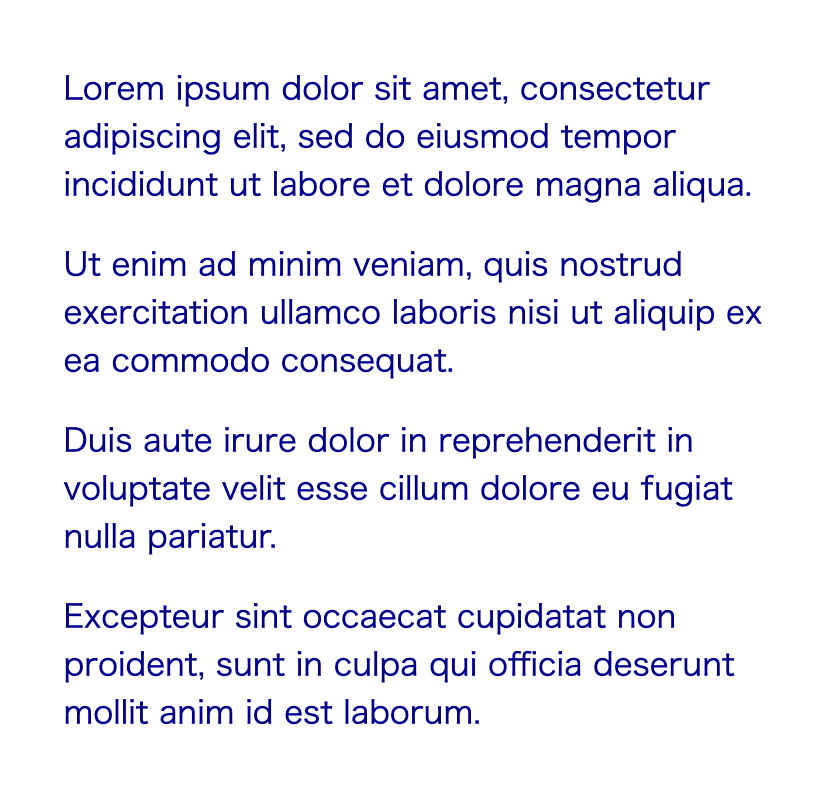 Lorem ipsum dolor sit amet, consectetur
adipiscing elit, sed do eiusmod tempor
incididunt ut labore et dolore magna aliqua.
Ut enim ad minim veniam, quis nostrud
exercitation ullamco laboris nisi ut aliquip ex
ea commodo consequat.
Duis aute irure dolor in reprehenderit in
voluptate velit esse cillum dolore eu fugiat
nulla pariatur.
Excepteur sint occaecat cupidatat non
proident, sunt in culpa qui officia deserunt
mollit anim id est laborum.